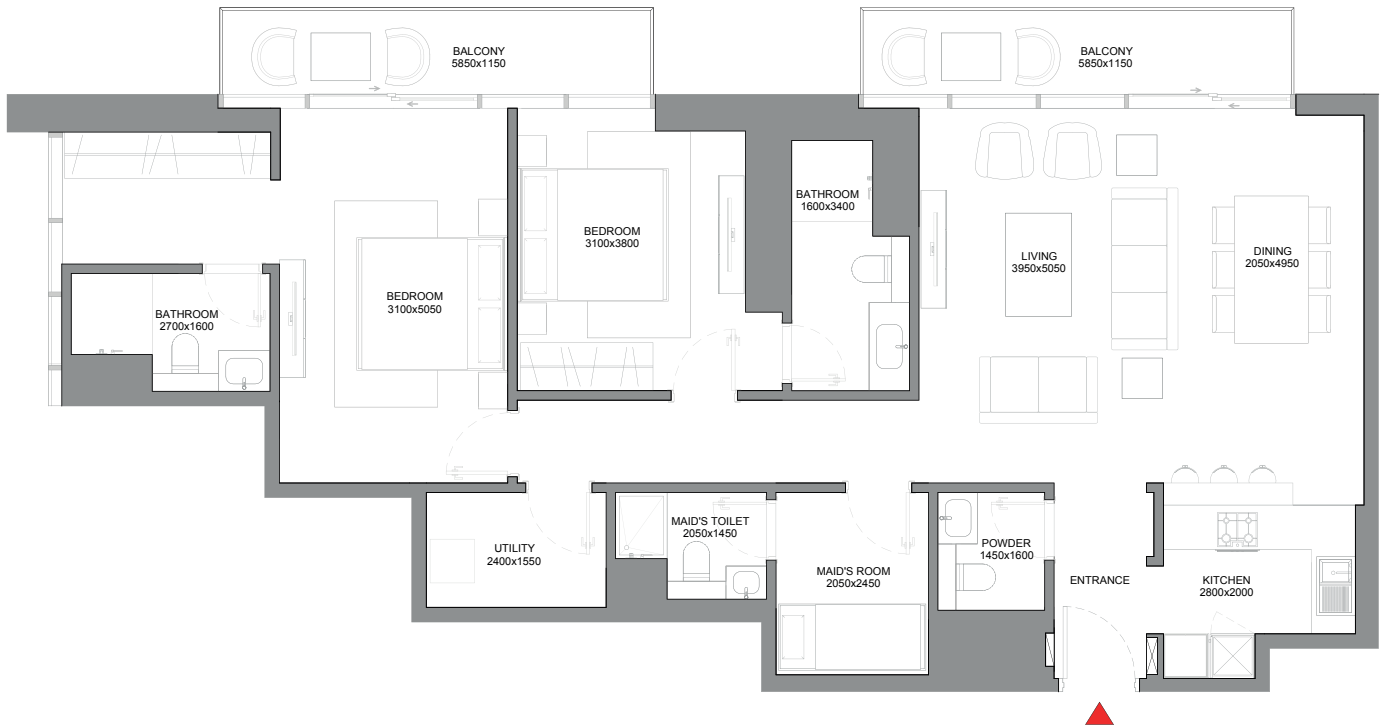 BALCONY
5850x1150
BALCONY
5850x1150
BATHROOM
1600x3400
BEDROOM
3100x3800
LIVING
3950x5050
DINING
2050x4950
BEDROOM
3100x5050
BATHROOM
2700x1600
MAID'S TOILET
2050x1450
UTILITY
2400x1550
POWDER
1450x1600
MAID'S ROOM
2050x2450
ENTRANCE
KITCHEN
2800x2000